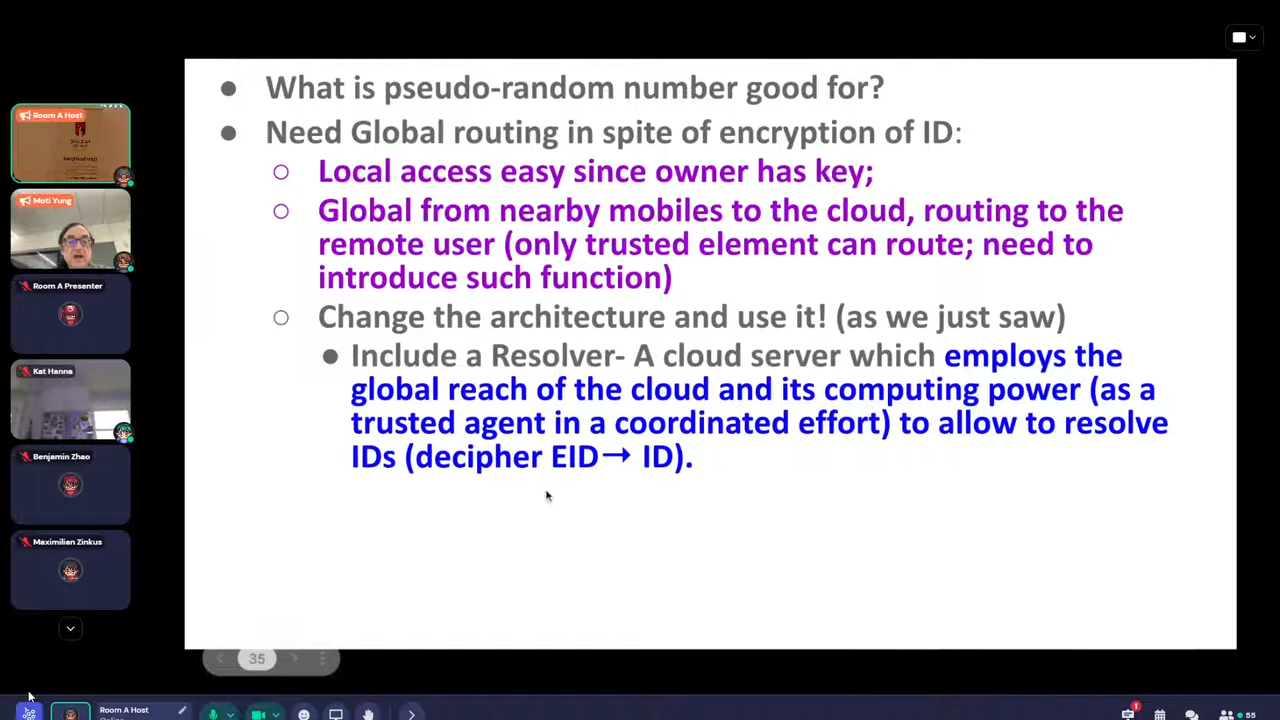 Room A Host
Moti Yung
Room A Presenter
Kat Hanna
Benjamin Zhao
Maximilian Zinkus
● What is pseudo-random number good for?
● Need Global routing in spite of encryption of ID:
○ Local access easy since owner has key;
○ Global from nearby mobiles to the cloud, routing to the
remote user (only trusted element can route; need to
introduce such function)
○ Change the architecture and use it! (as we just saw)
● Include a Resolver- A cloud server which employs the
global reach of the cloud and its computing power (as a
trusted agent in a coordinated effort) to allow to resolve
IDs (decipher EID→ ID).
35
Room A Host
Online
1
55